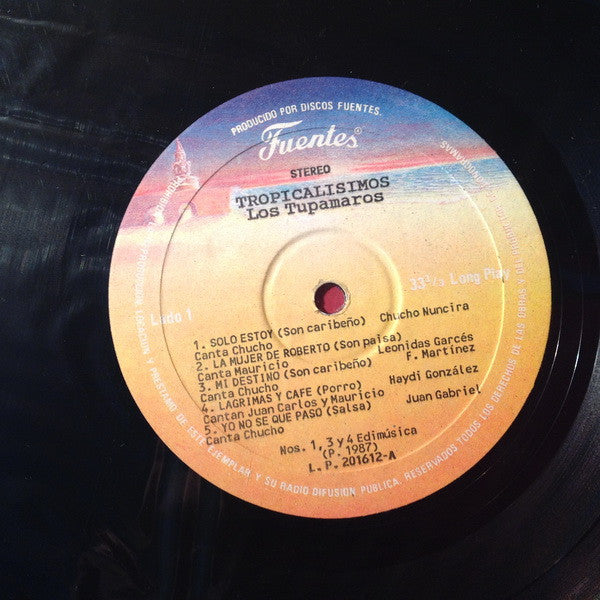 PRODUCIDO POR DISCOS FUENTES.
Fuentes®
STEREO
TROPICALISIMOS
Los Tupamaros
Lado 1
33⅓ Long Play
1. SOLO ESTOY (Son caribeño) Chucho Nuncira
Canta Chucho
2. LA MUJER DE ROBERTO (Son paisa)
Canta Mauricio Leonidas Garcés
3. MI DESTINO (Son caribeño) F. Martínez
Canta Chucho
4. LAGRIMAS Y CAFE (Porro) Haydi González
Cantan Juan Carlos y Mauricio
5. YO NO SE QUE PASO (Salsa) Juan Gabriel
Canta Chucho
Nos. 1, 3 y 4 Edimúsica
(P. 1987)
L.P. 201612-A
PRESTAMO DE ESTE EJEMPLAR Y SU RADIO DIFUSION PUBLICA. RESERVADOS TODOS LOS DERECHOS DE LAS OBRAS Y DE